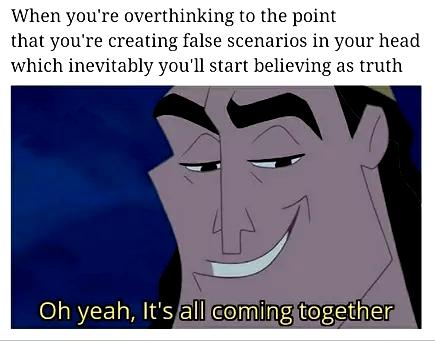 When you're overthinking to the point
that you're creating false scenarios in your head
which inevitably you'll start believing as truth
Oh yeah, It's all coming together